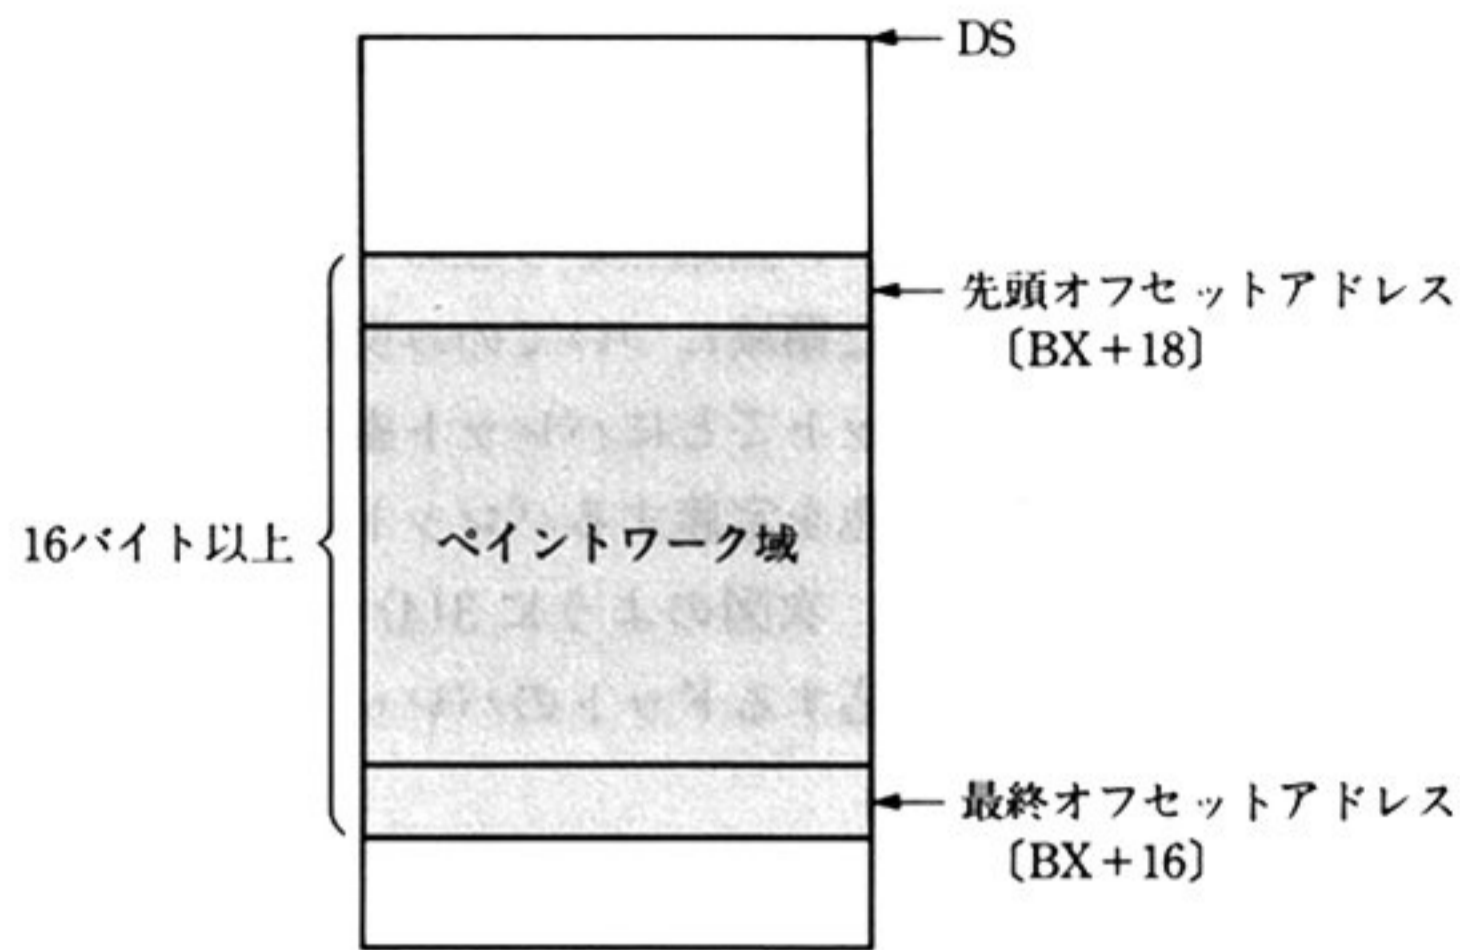 DS
先頭オフセットアドレス
〔BX+18〕
16バイト以上
ペイントワーク域
最終オフセットアドレス
〔BX+16〕